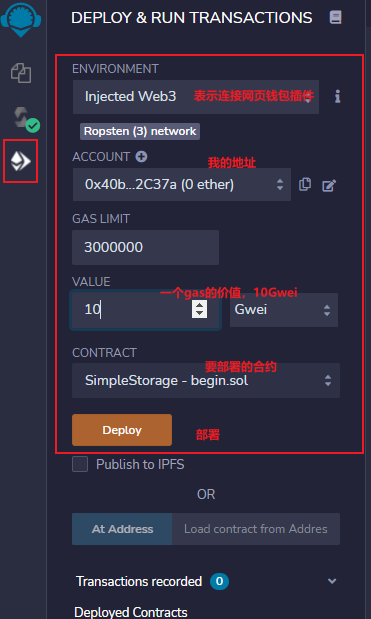 DEPLOY & RUN TRANSACTIONS
ENVIRONMENT
Injected Web3 表示连接网页钱包插件
Ropsten (3) network
ACCOUNT 我的地址
0x40b...2C37a (0 ether)
GAS LIMIT
3000000
VALUE
一个gas的价值，10Gwei
10 Gwei
CONTRACT
要部署的合约
SimpleStorage - begin.sol
Deploy 部署
Publish to IPFS
OR
At Address Load contract from Addres
Transactions recorded 0
Deployed Contracts